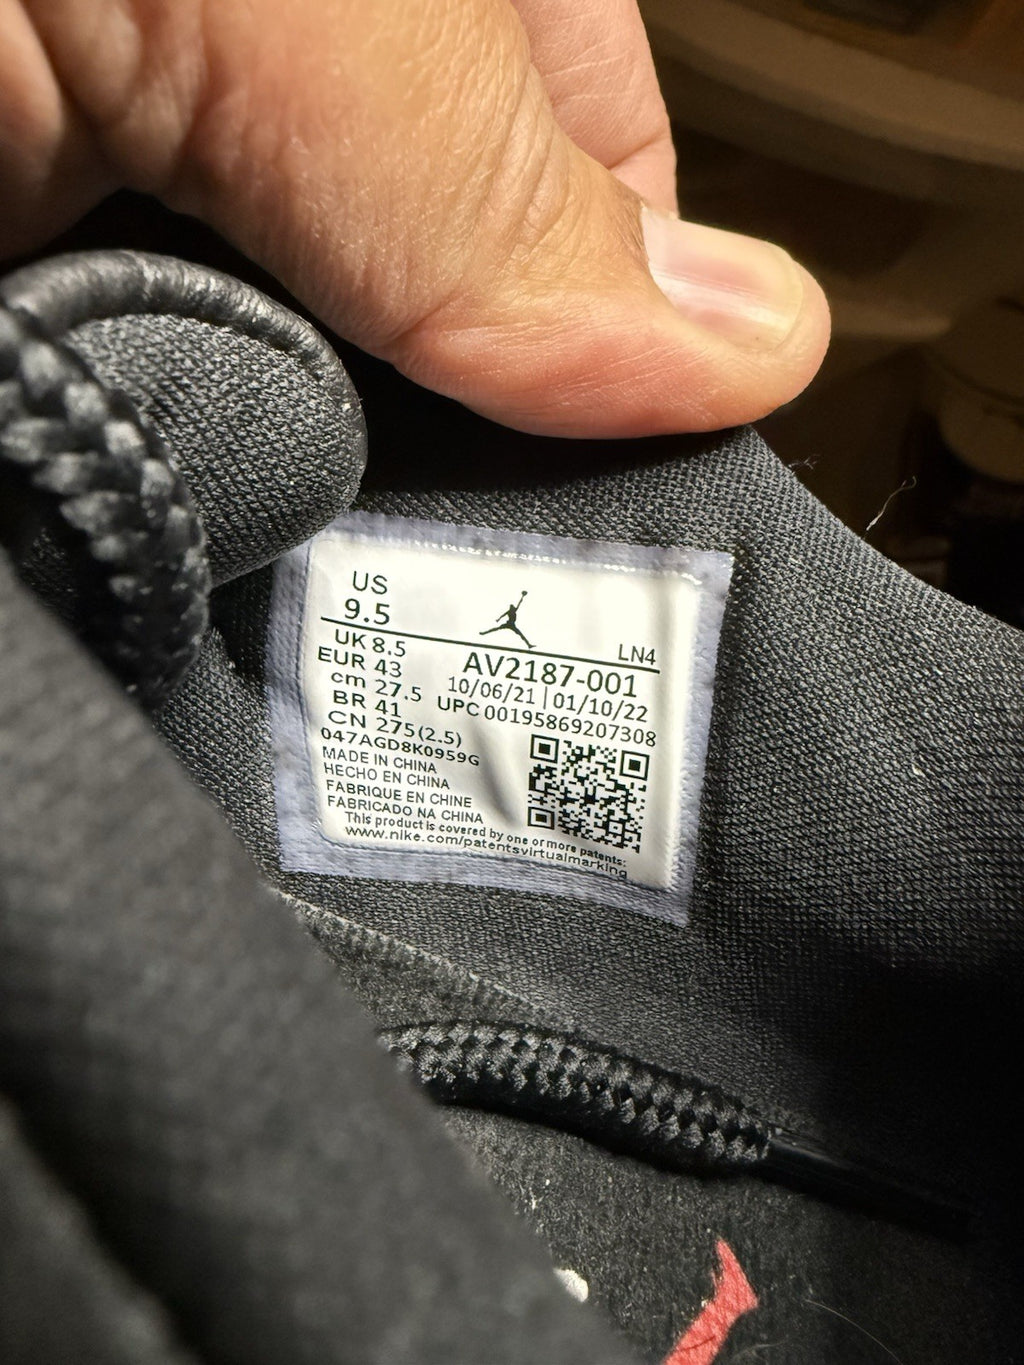 US
9.5
LN4
UK 8.5
EUR 43
cm 27.5
BR 41
CN 275(2.5)
AV2187-001
10/06/21 | 01/10/22
UPC 00195869207308
047AGD8K0959G
MADE IN CHINA
HECHO EN CHINA
FABRIQUE EN CHINE
FABRICADO NA CHINA
This product is covered by one or more patents:
www.nike.com/patentsvirtualmarking